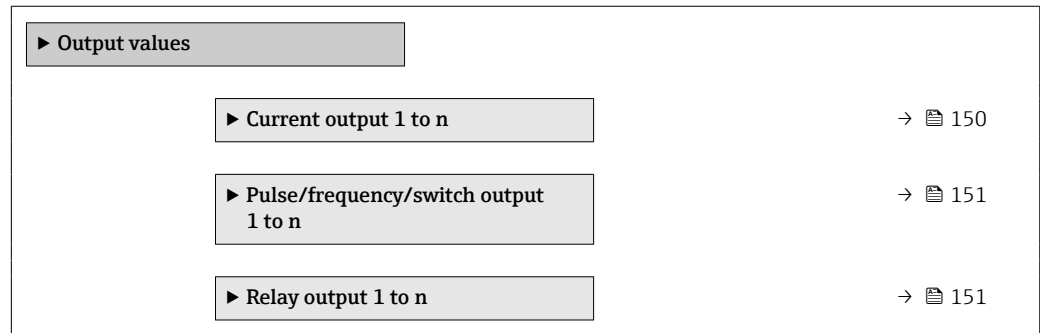 ▶ Output values
▶ Current output 1 to n → 150
▶ Pulse/frequency/switch output
1 to n → 151
▶ Relay output 1 to n → 151